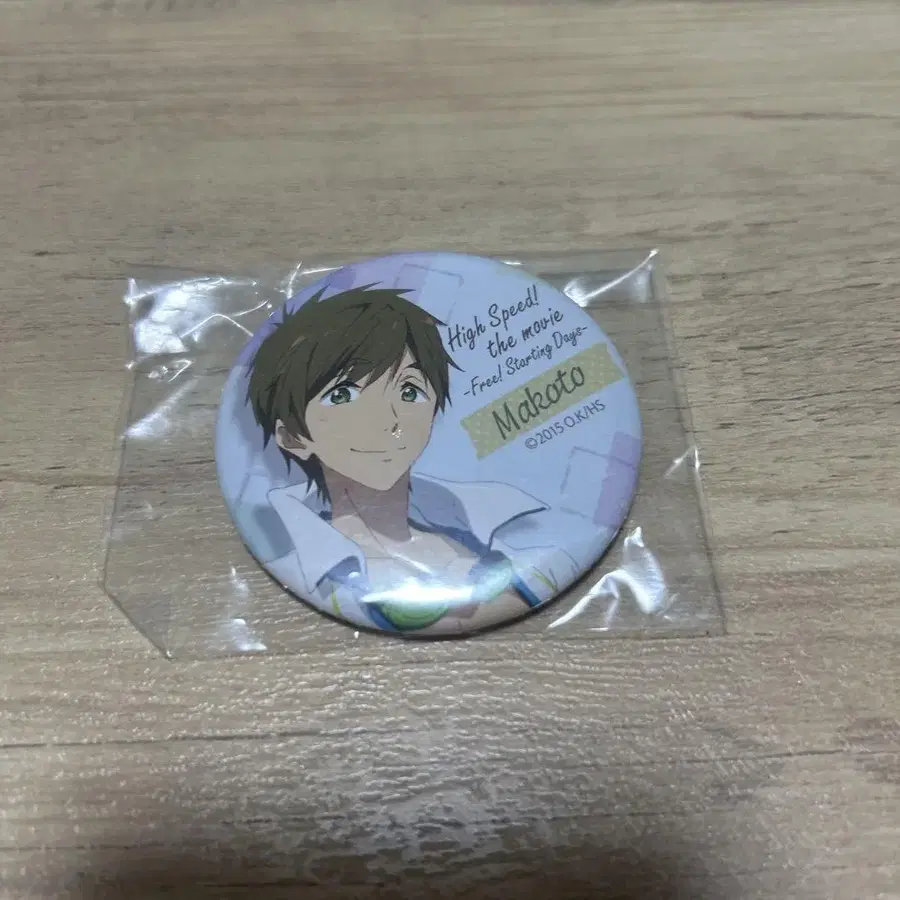 High Speed!
the movie
-Free! Starting Days-
Makoto
©2015 O.K/HS